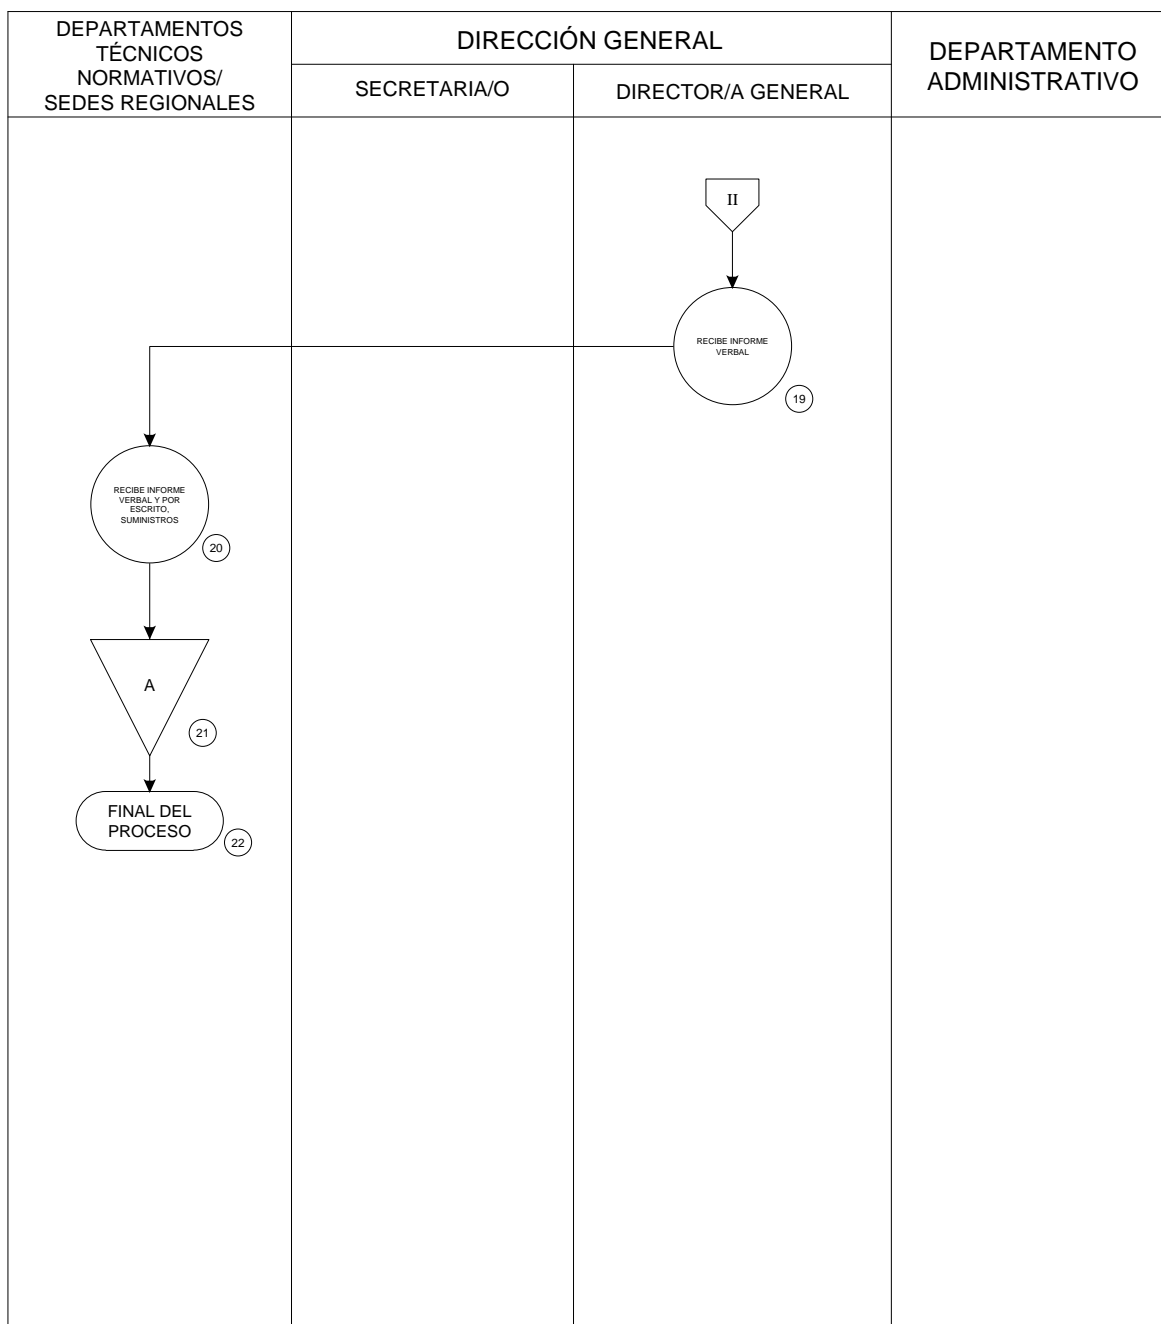 DEPARTAMENTOS
TÉCNICOS
NORMATIVOS/
SEDES REGIONALES
DIRECCIÓN GENERAL
SECRETARIA/O
DIRECTOR/A GENERAL
DEPARTAMENTO
ADMINISTRATIVO
II
RECIBE INFORME
VERBAL
19
RECIBE INFORME
VERBAL Y POR
ESCRITO,
SUMINISTROS
20
A
21
FINAL DEL
PROCESO
22